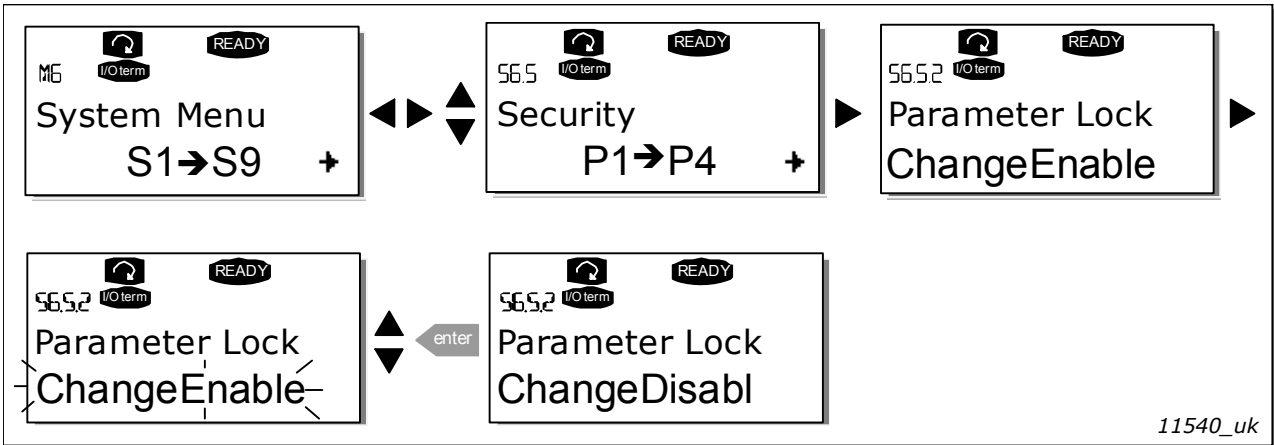 READY
M6 I/O term
System Menu
S1➔S9
READY
S6.5 I/O term
Security
P1➔P4
READY
S6.5.2 I/O term
Parameter Lock
ChangeEnable
READY
S6.5.2 I/O term
Parameter Lock
ChangeEnable
enter
READY
S6.5.2 I/O term
Parameter Lock
ChangeDisabl
11540_uk